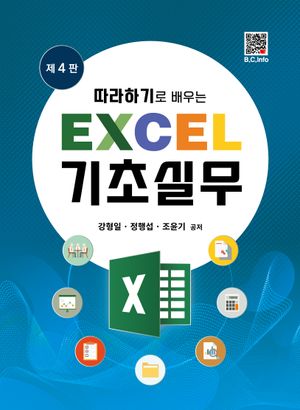 B,C,Info
제 4 판
따라하기로 배우는
EXCEL
기초실무
강형일 · 정행섭 · 조윤기 공저
X